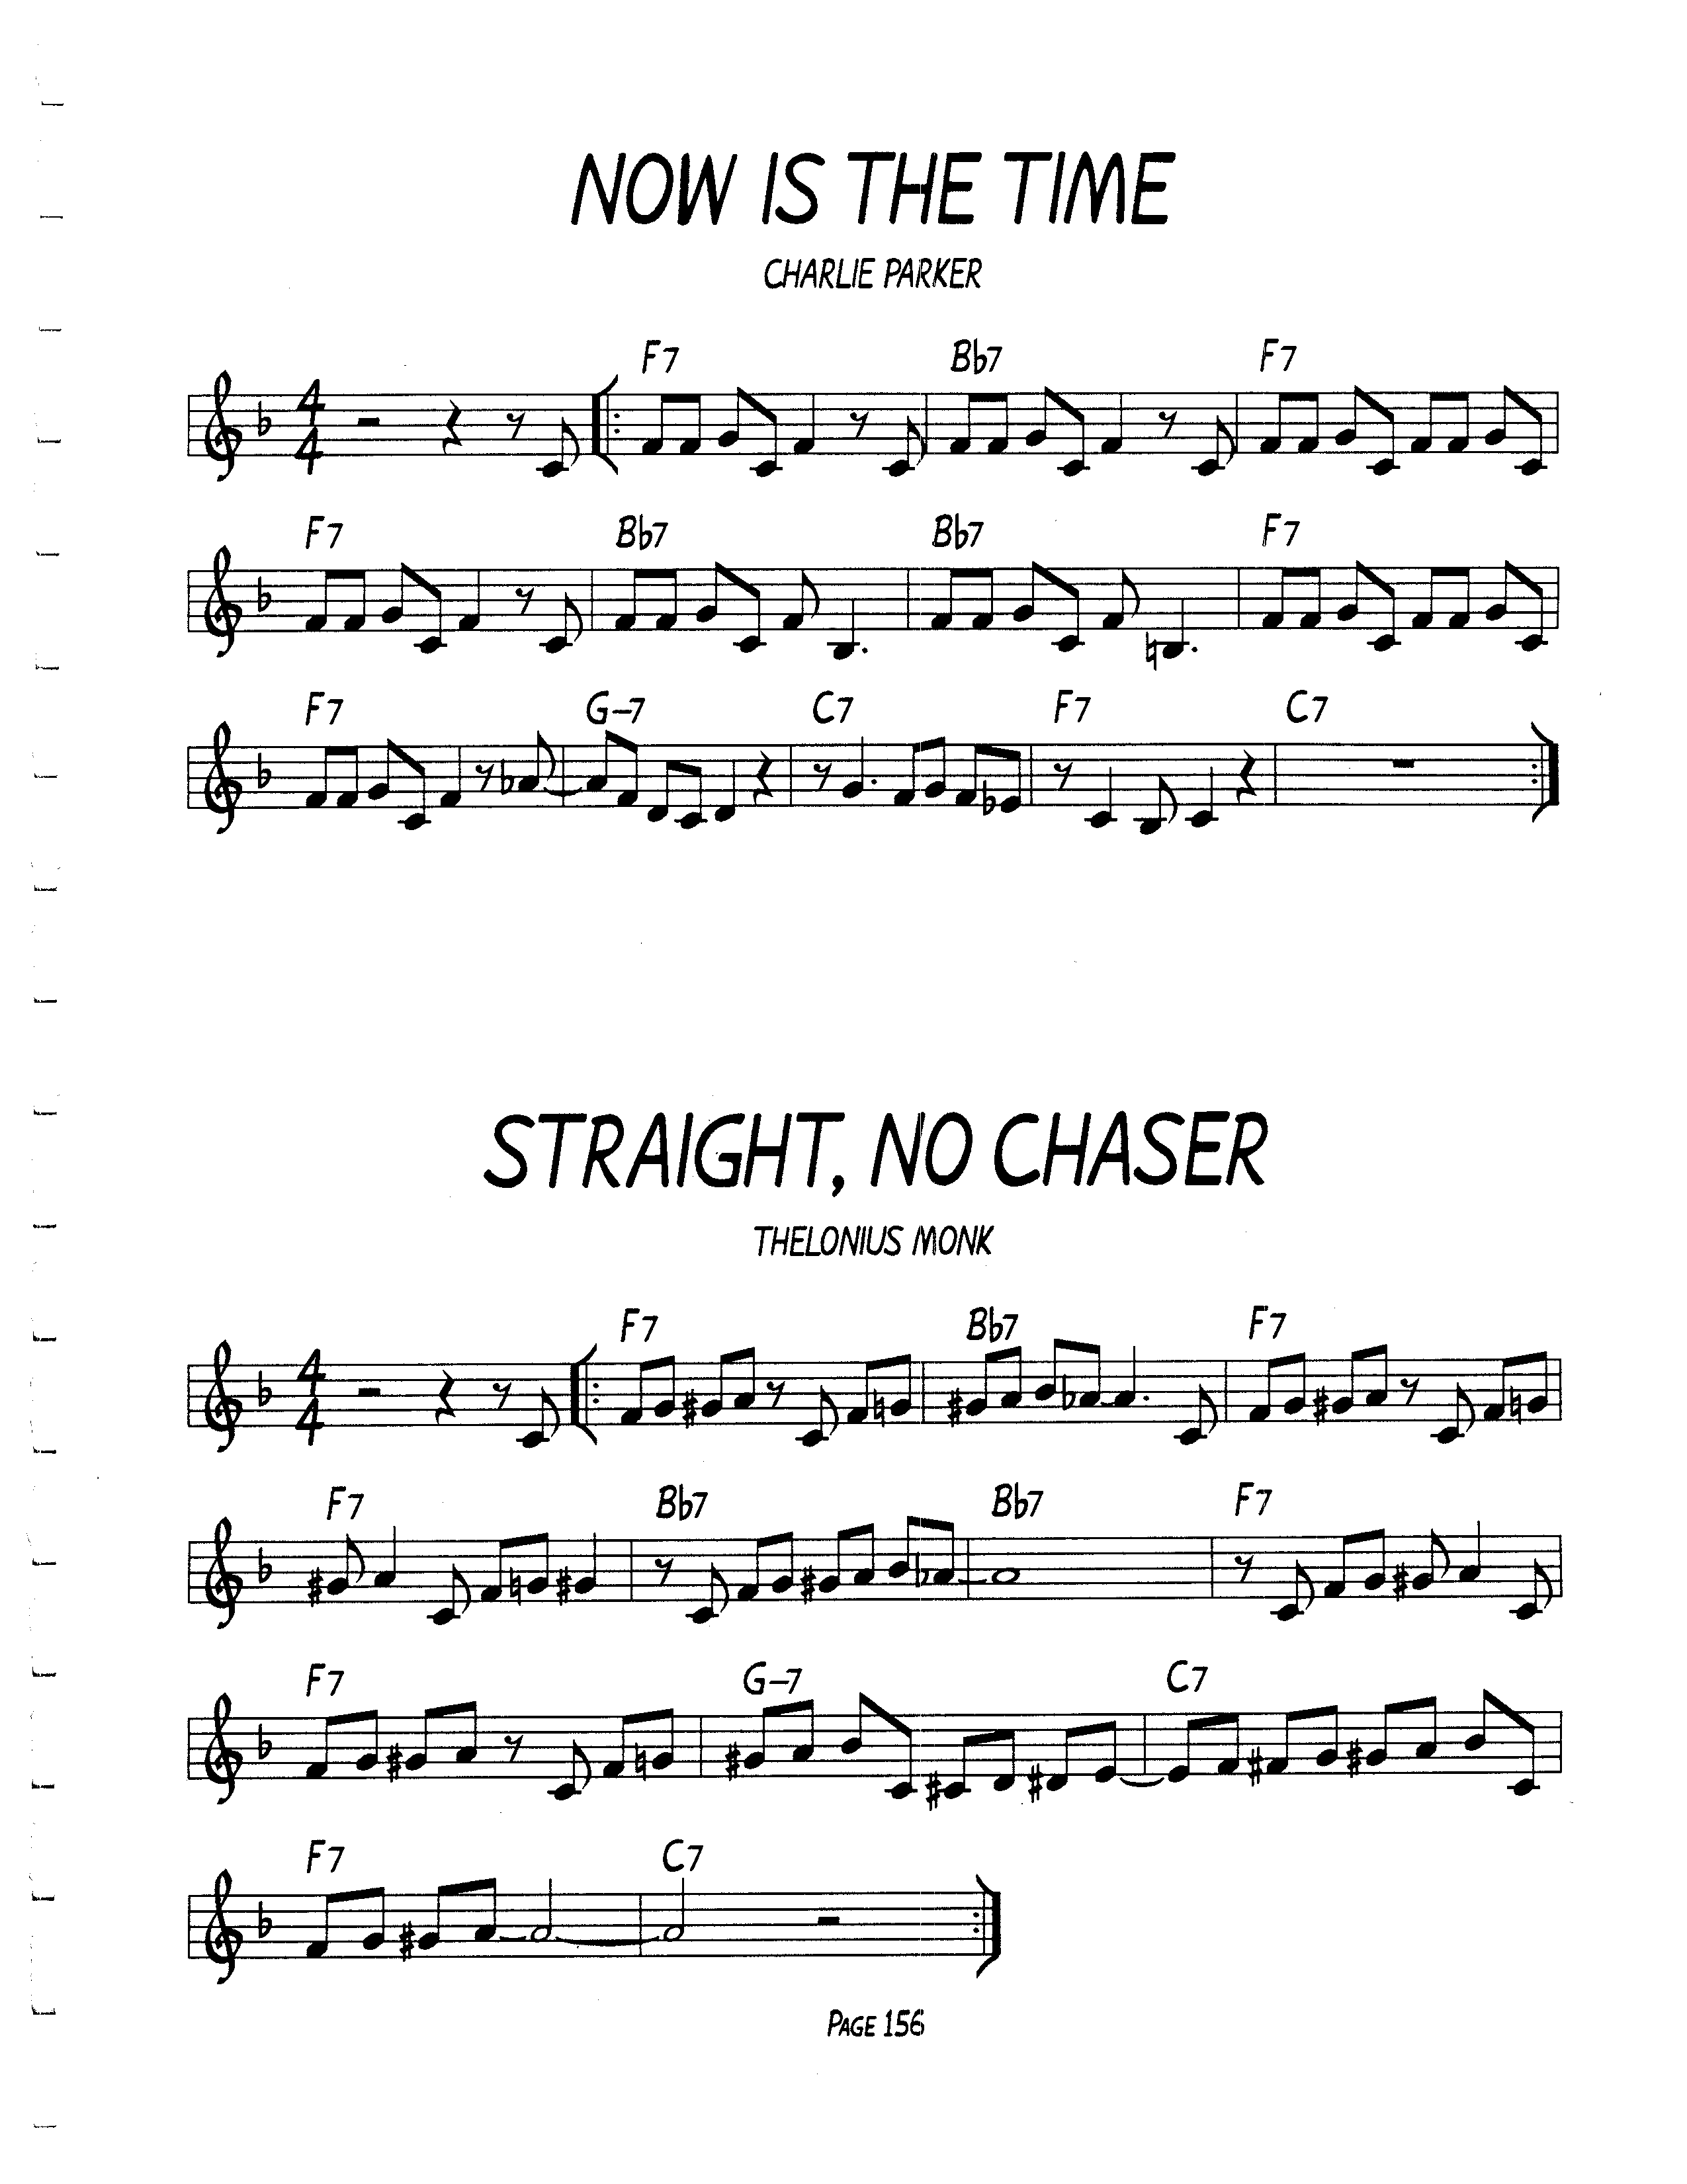 NOW IS THE TIME
CHARLIE PARKER
F7 Bb7 F7
4
4
F7 Bb7 Bb7 F7
F7 G-7 C7 F7 C7
STRAIGHT, NO CHASER
THELONIUS MONK
F7 Bb7 F7
4
4
F7 Bb7 Bb7 F7
F7 G-7 C7
F7 C7
PAGE 156